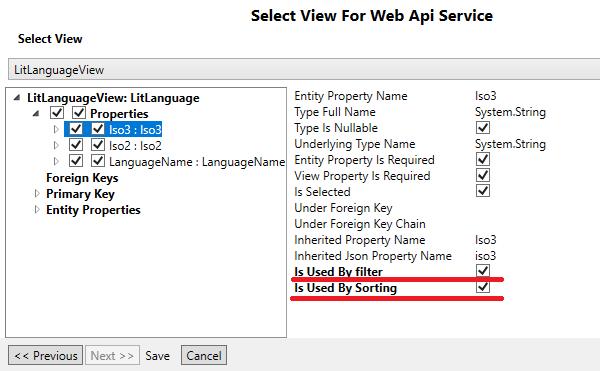 Select View For Web Api Service
Select View
LitLanguageView
LitLanguageView: LitLanguage
Properties
Iso3 : Iso3
Iso2 : Iso2
LanguageName : LanguageName
Foreign Keys
Primary Key
Entity Properties
Entity Property Name Iso3
Type Full Name System.String
Type Is Nullable
Underlying Type Name System.String
Entity Property Is Required
View Property Is Required
Is Selected
Under Foreign Key
Under Foreign Key Chain
Inherited Property Name Iso3
Inherited Json Property Name iso3
Is Used By filter
Is Used By Sorting
<< Previous Next >> Save Cancel